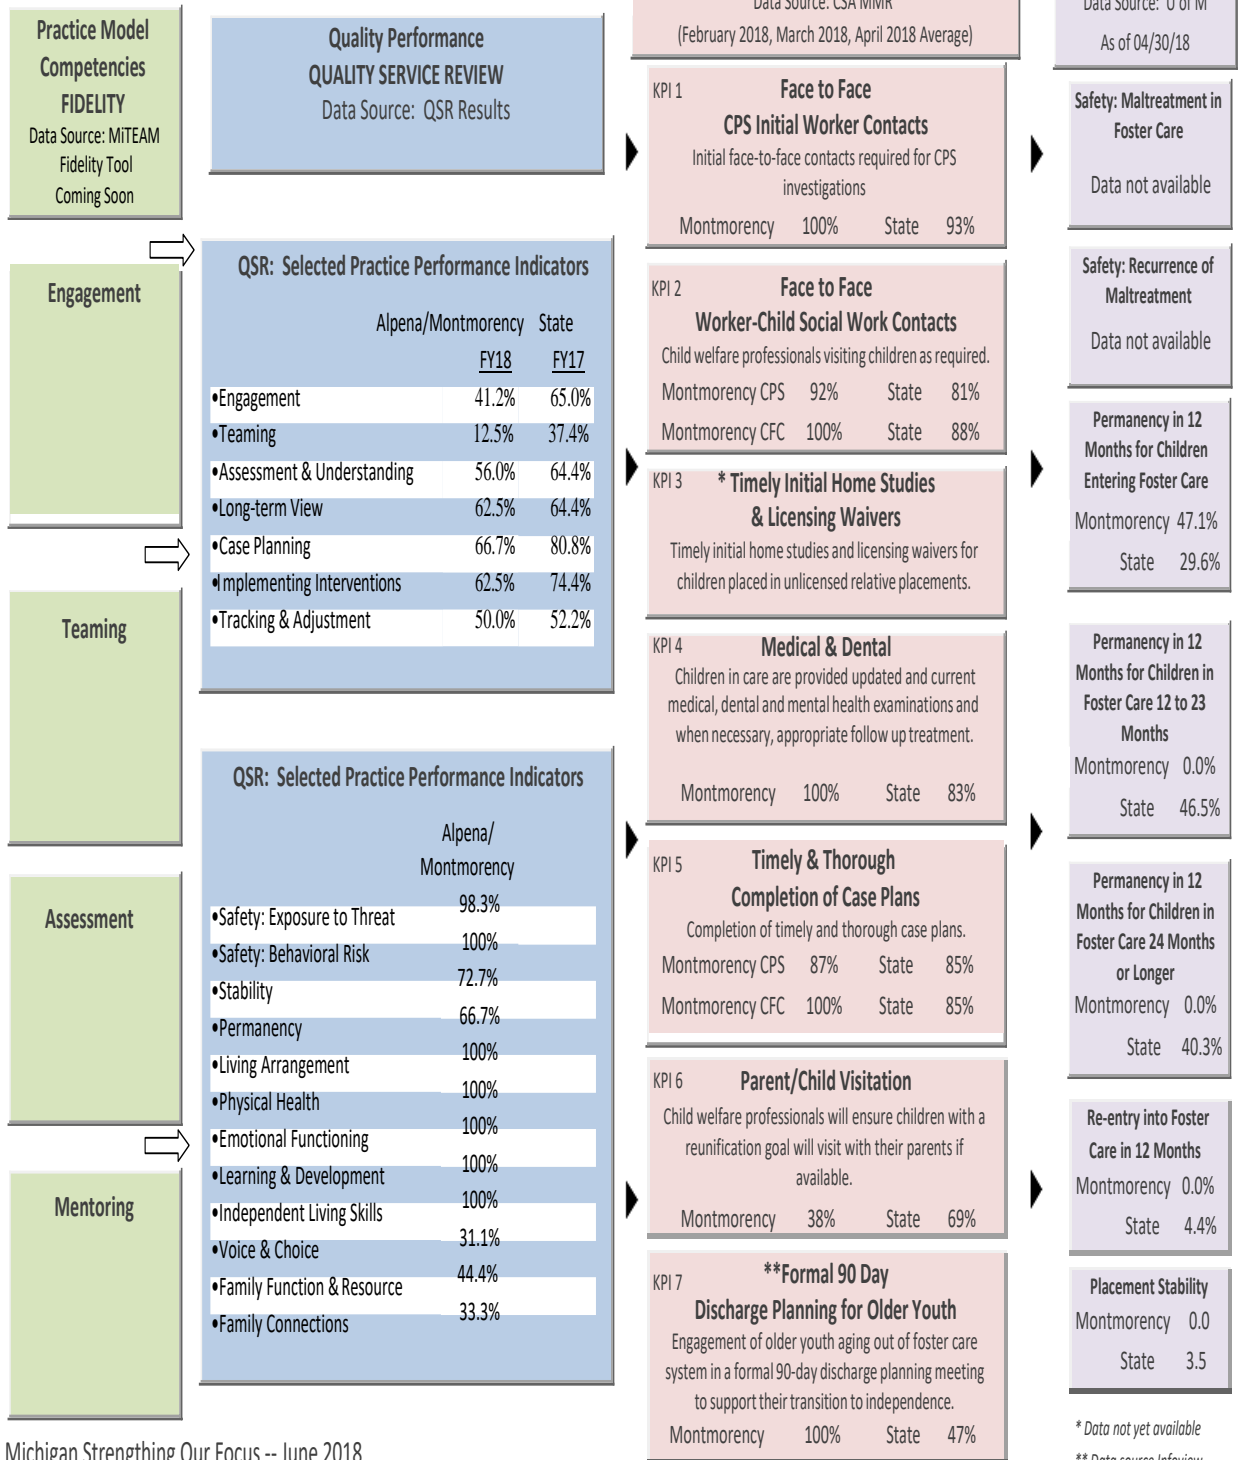 Practice Model
Competencies
FIDELITY
Data Source: MiTEAM
Fidelity Tool
Coming Soon
Engagement
Teaming
Assessment
Mentoring
Quality Performance
QUALITY SERVICE REVIEW
Data Source: QSR Results
QSR: Selected Practice Performance Indicators
Alpena/Montmorency State
FY18 FY17
•Engagement 41.2% 65.0%
•Teaming 12.5% 37.4%
•Assessment & Understanding 56.0% 64.4%
•Long-term View 62.5% 64.4%
•Case Planning 66.7% 80.8%
•Implementing Interventions 62.5% 74.4%
•Tracking & Adjustment 50.0% 52.2%
QSR: Selected Practice Performance Indicators
Alpena/
Montmorency
•Safety: Exposure to Threat 98.3%
•Safety: Behavioral Risk 100%
•Stability 72.7%
•Permanency 66.7%
•Living Arrangement 100%
•Physical Health 100%
•Emotional Functioning 100%
•Learning & Development 100%
•Independent Living Skills 100%
•Voice & Choice 31.1%
•Family Function & Resource 44.4%
•Family Connections 33.3%
Data Source: CSA MMR
(February 2018, March 2018, April 2018 Average)
KPI 1 Face to Face
CPS Initial Worker Contacts
Initial face-to-face contacts required for CPS
investigations
Montmorency 100% State 93%
KPI 2 Face to Face
Worker-Child Social Work Contacts
Child welfare professionals visiting children as required.
Montmorency CPS 92% State 81%
Montmorency CFC 100% State 88%
KPI 3 * Timely Initial Home Studies
& Licensing Waivers
Timely initial home studies and licensing waivers for
children placed in unlicensed relative placements.
KPI 4 Medical & Dental
Children in care are provided updated and current
medical, dental and mental health examinations and
when necessary, appropriate follow up treatment.
Montmorency 100% State 83%
KPI 5 Timely & Thorough
Completion of Case Plans
Completion of timely and thorough case plans.
Montmorency CPS 87% State 85%
Montmorency CFC 100% State 85%
KPI 6 Parent/Child Visitation
Child welfare professionals will ensure children with a
reunification goal will visit with their parents if
available.
Montmorency 38% State 69%
KPI 7 **Formal 90 Day
Discharge Planning for Older Youth
Engagement of older youth aging out of foster care
system in a formal 90-day discharge planning meeting
to support their transition to independence.
Montmorency 100% State 47%
Data Source: U of M
As of 04/30/18
Safety: Maltreatment in
Foster Care
Data not available
Safety: Recurrence of
Maltreatment
Data not available
Permanency in 12
Months for Children
Entering Foster Care
Montmorency 47.1%
State 29.6%
Permanency in 12
Months for Children in
Foster Care 12 to 23
Months
Montmorency 0.0%
State 46.5%
Permanency in 12
Months for Children in
Foster Care 24 Months
or Longer
Montmorency 0.0%
State 40.3%
Re-entry into Foster
Care in 12 Months
Montmorency 0.0%
State 4.4%
Placement Stability
Montmorency 0.0
State 3.5
* Data not yet available
** Data source Infoview
Michigan Strengthing Our Focus -- June 2018